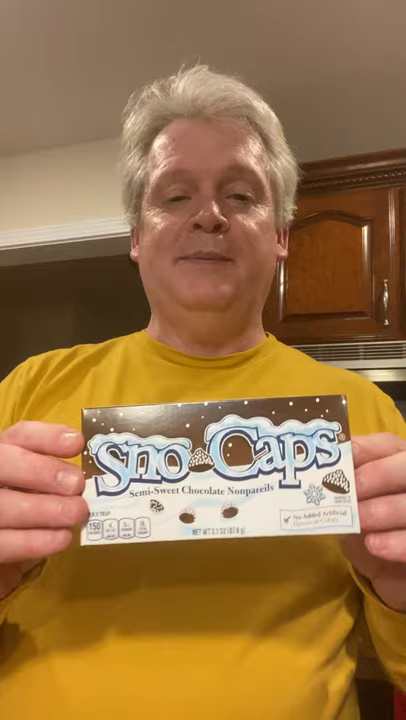 Sno Caps®
Semi-Sweet Chocolate Nonpareils
150
✓ No Added Artificial
Flavors or Colors
NET WT 3.1 OZ (87.8 g)